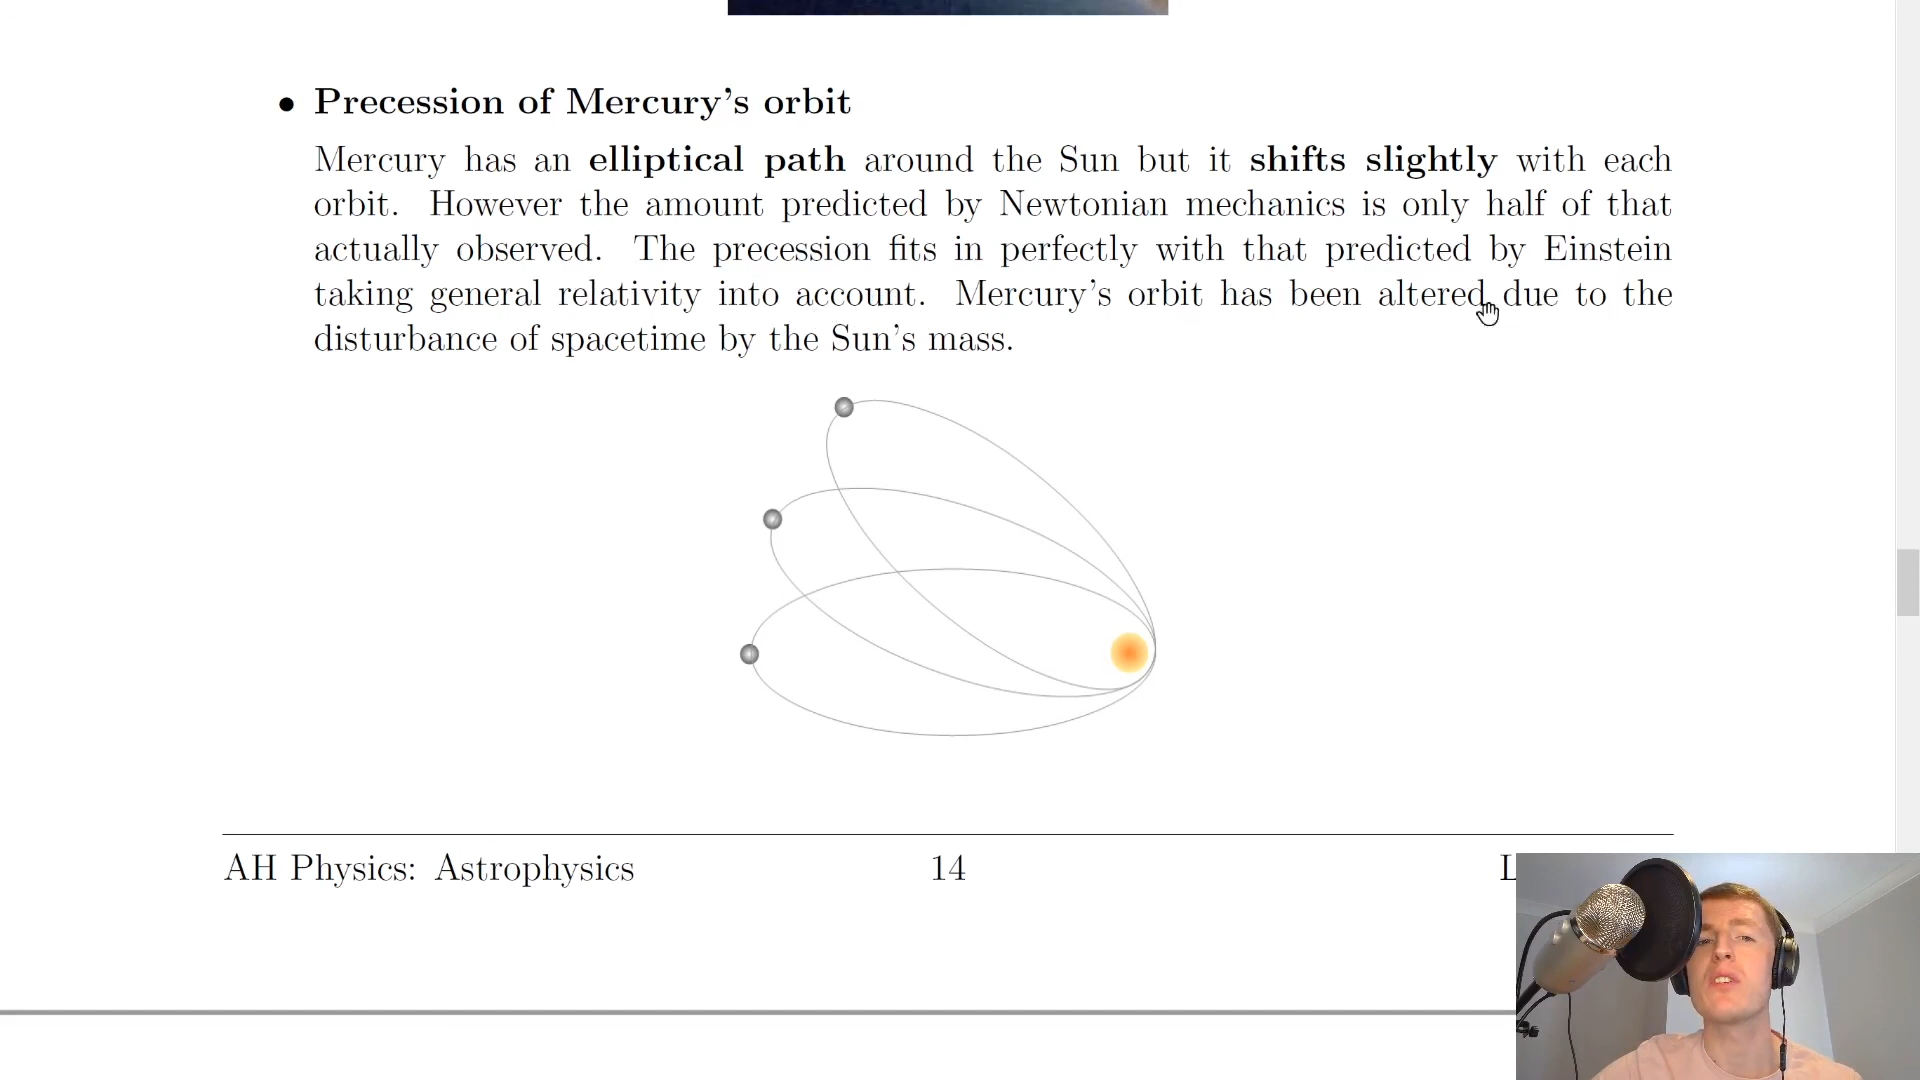 • Precession of Mercury's orbit
Mercury has an elliptical path around the Sun but it shifts slightly with each
orbit. However the amount predicted by Newtonian mechanics is only half of that
actually observed. The precession fits in perfectly with that predicted by Einstein
taking general relativity into account. Mercury's orbit has been altered due to the
disturbance of spacetime by the Sun's mass.
AH Physics: Astrophysics 14